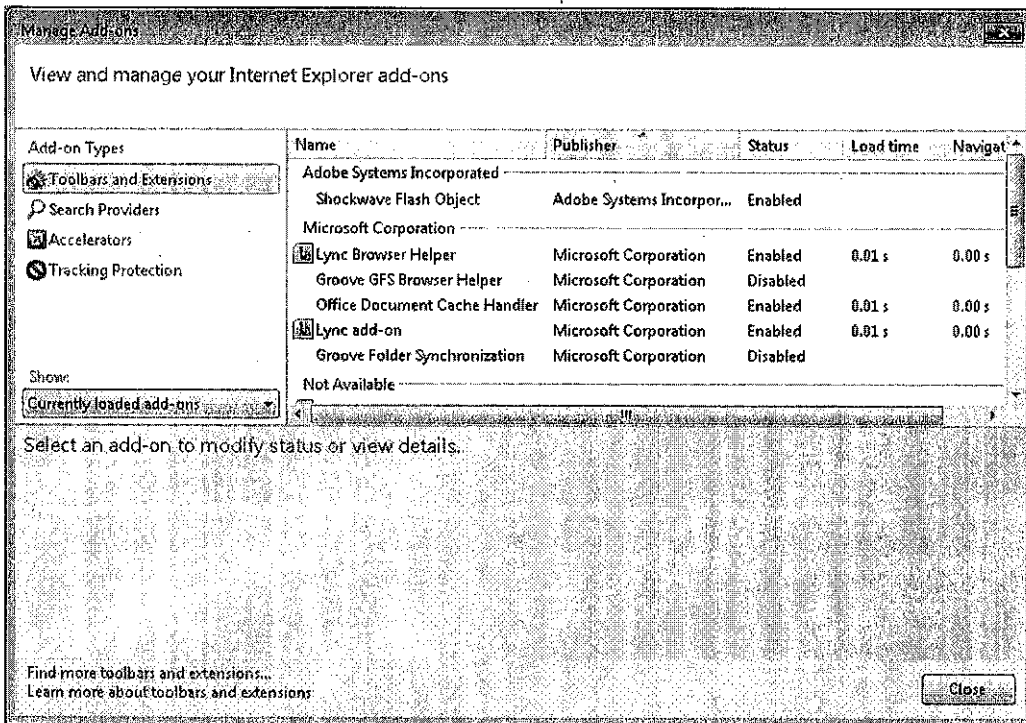 Manage Add-ons
View and manage your Internet Explorer add-ons
Add-on Types
Toolbars and Extensions
Search Providers
Accelerators
Tracking Protection
Show:
Currently loaded add-ons
Name Publisher Status Load time Navigat
Adobe Systems Incorporated
Shockwave Flash Object Adobe Systems Incorpor... Enabled
Microsoft Corporation
Lync Browser Helper Microsoft Corporation Enabled 0.01 s 0.00 s
Groove GFS Browser Helper Microsoft Corporation Disabled
Office Document Cache Handler Microsoft Corporation Enabled 0.01 s 0.00 s
Lync add-on Microsoft Corporation Enabled 0.01 s 0.00 s
Groove Folder Synchronization Microsoft Corporation Disabled
Not Available
Select an add-on to modify status or view details.
Find more toolbars and extensions...
Learn more about toolbars and extensions
Close